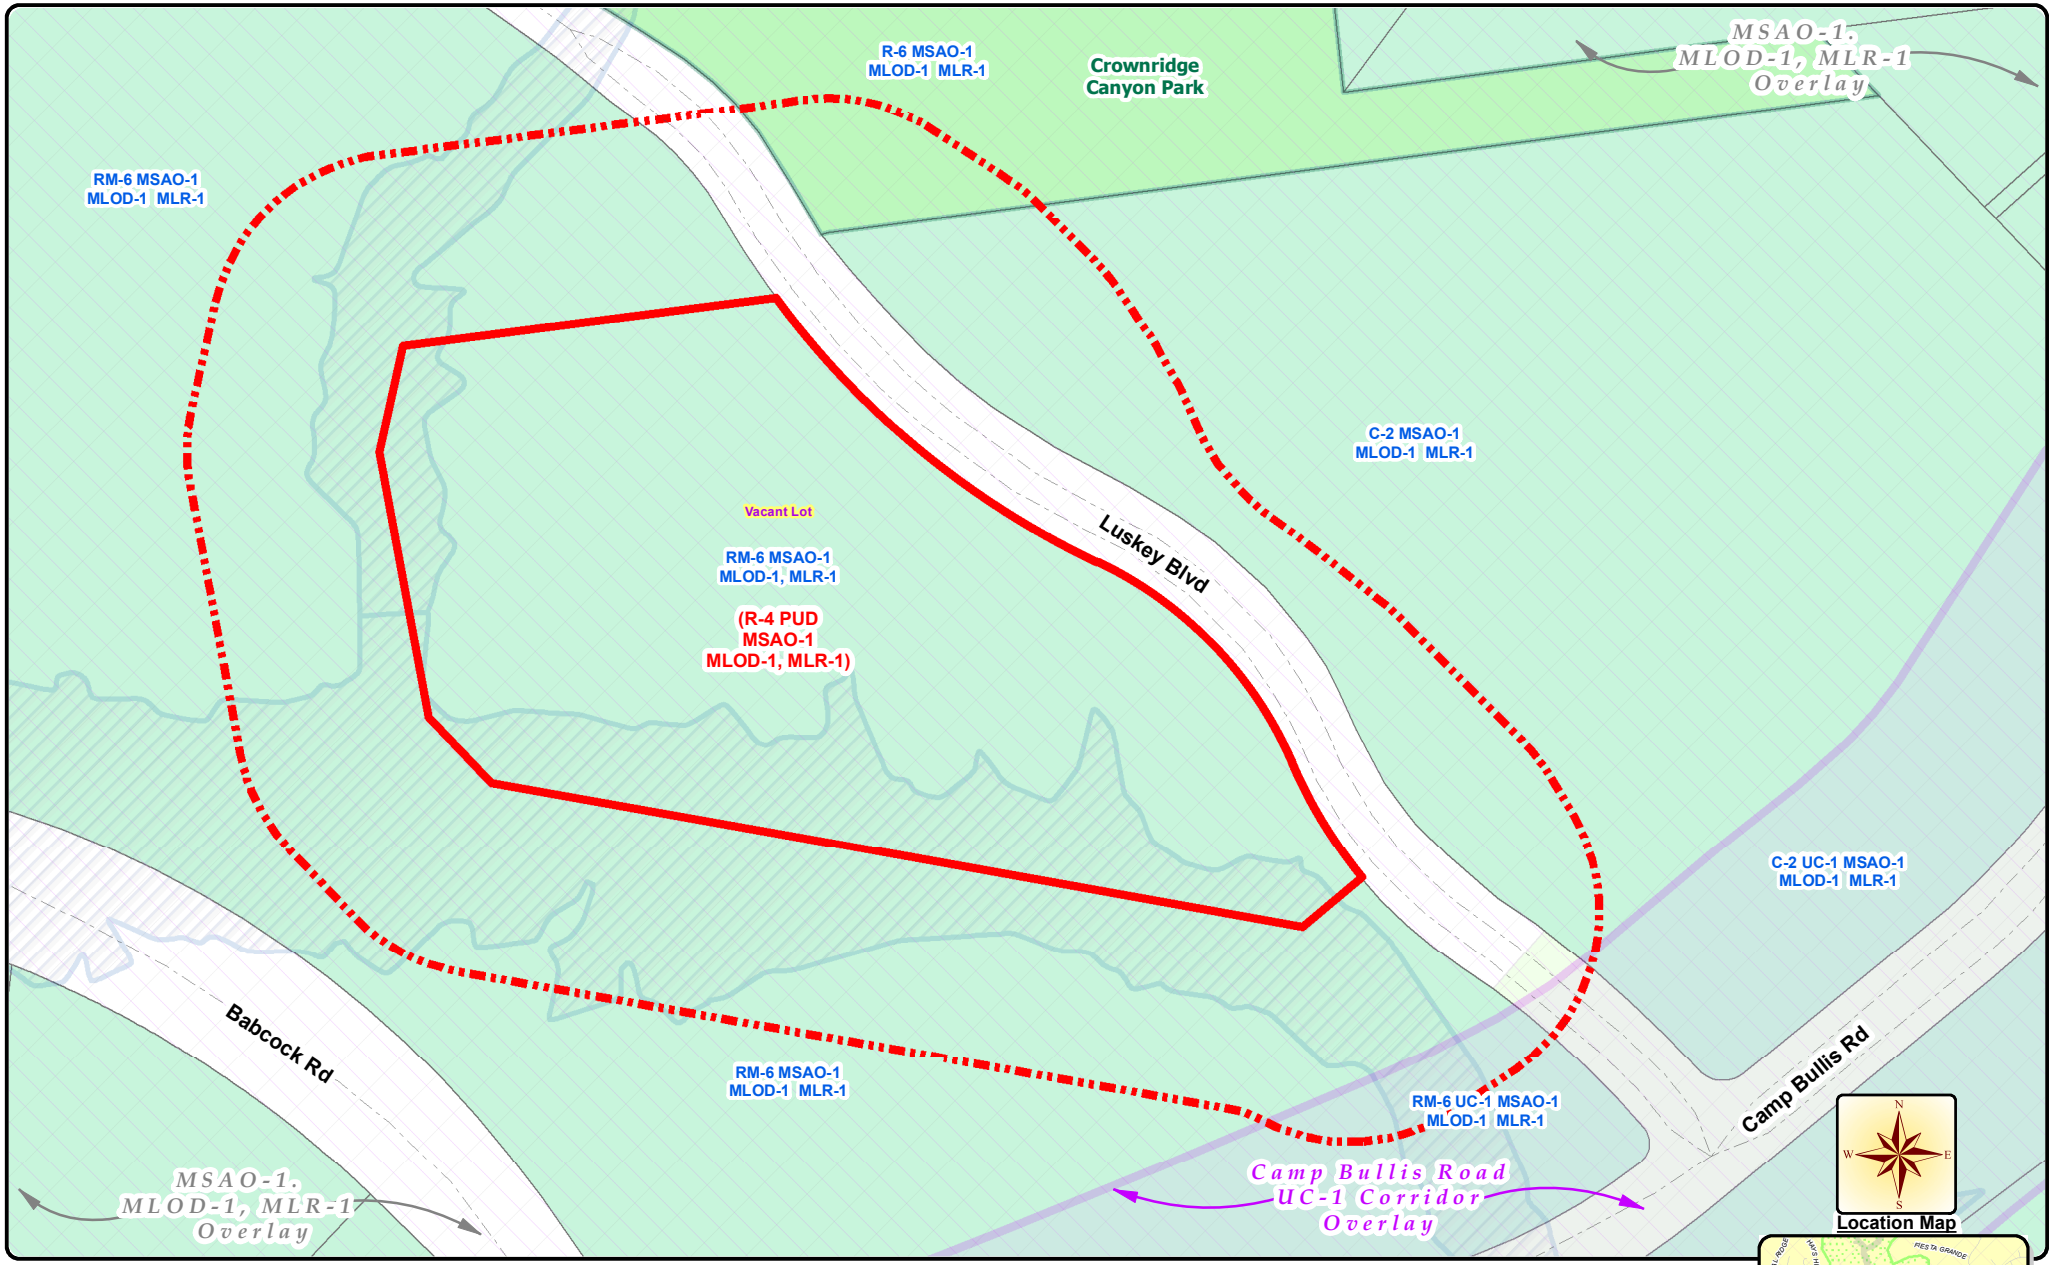 R-6 MSAO-1
MLOD-1 MLR-1
Crownridge
Canyon Park
MSAO-1.
MLOD-1, MLR-1
Overlay
RM-6 MSAO-1
MLOD-1 MLR-1
C-2 MSAO-1
MLOD-1 MLR-1
Vacant Lot
RM-6 MSAO-1
MLOD-1, MLR-1
(R-4 PUD
MSAO-1
MLOD-1, MLR-1)
Luskey Blvd
C-2 UC-1 MSAO-1
MLOD-1 MLR-1
Babcock Rd
RM-6 MSAO-1
MLOD-1 MLR-1
RM-6 UC-1 MSAO-1
MLOD-1 MLR-1
Camp Bullis Rd
MSAO-1.
MLOD-1, MLR-1
Overlay
Camp Bullis Road
UC-1 Corridor
Overlay
N
W E
S
Location Map
FIESTA GRANDE